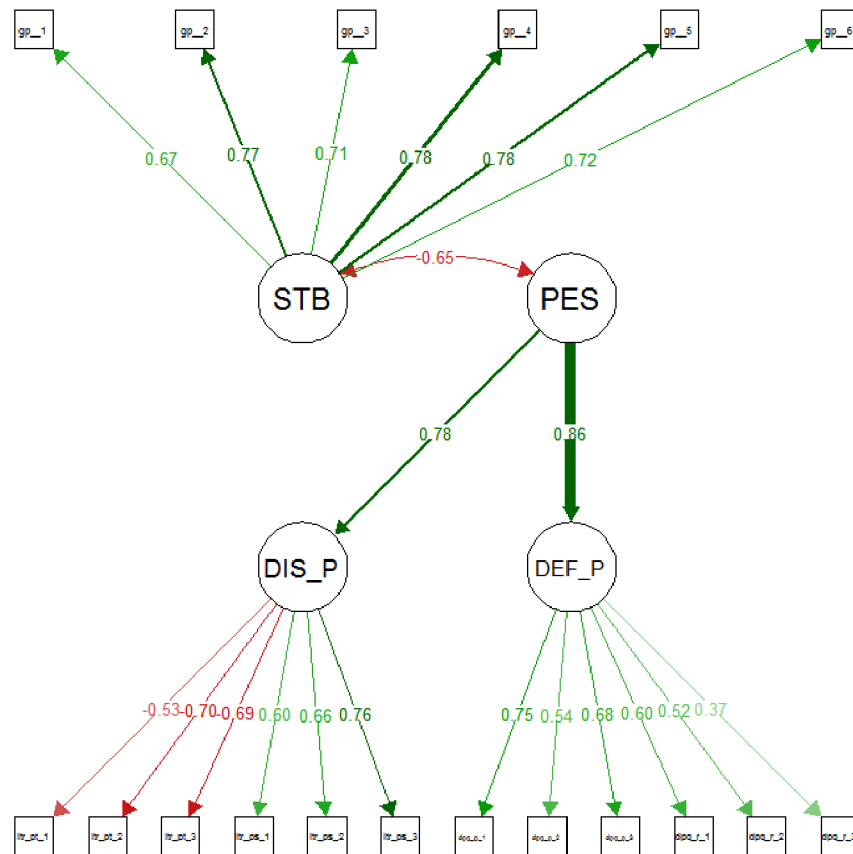 gp__1 gp__2 gp__3 gp__4 gp__5 gp__6
0.67 0.77 0.71 0.78 0.78 0.72
-0.65
STB PES
0.78 0.86
DIS_P DEF_P
-0.53 -0.70 -0.69 0.60 0.66 0.76 0.75 0.54 0.68 0.60 0.52 0.37
ltr_pt_1 ltr_pt_2 ltr_pt_3 ltr_ps_1 ltr_ps_2 ltr_ps_3 dpq_r_1 dpq_r_2